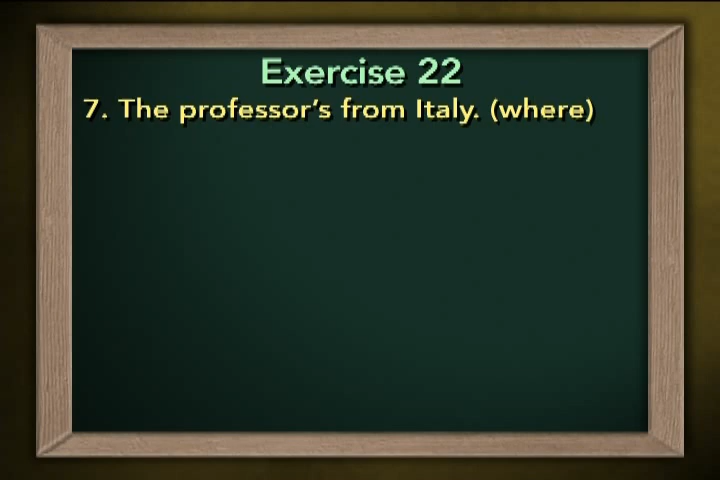 Exercise 22
7. The professor’s from Italy. (where)